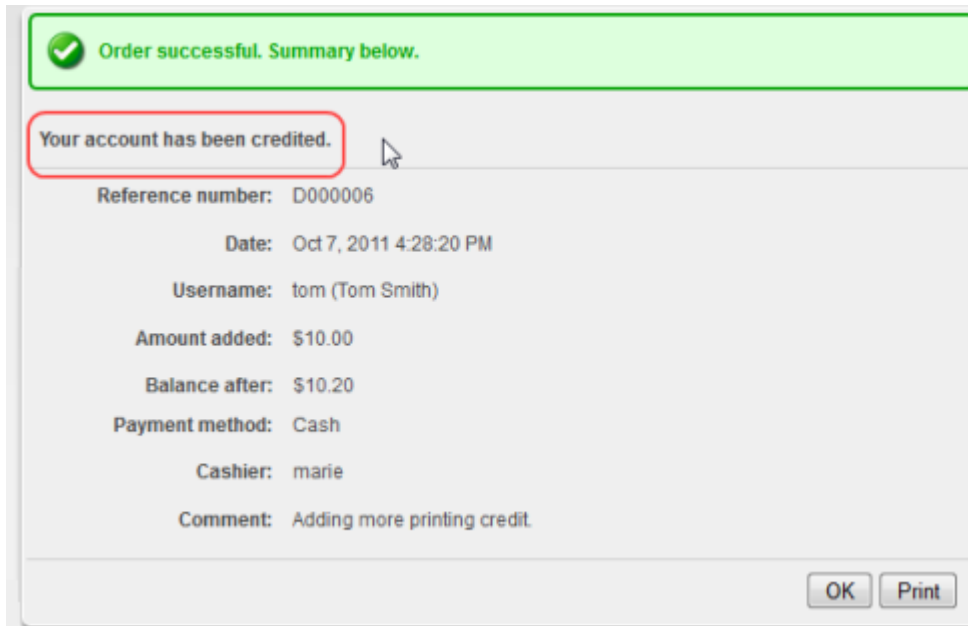 Order successful. Summary below.
Your account has been credited.
Reference number: D000006
Date: Oct 7, 2011 4:28:20 PM
Username: tom (Tom Smith)
Amount added: $10.00
Balance after: $10.20
Payment method: Cash
Cashier: marie
Comment: Adding more printing credit.
OK Print